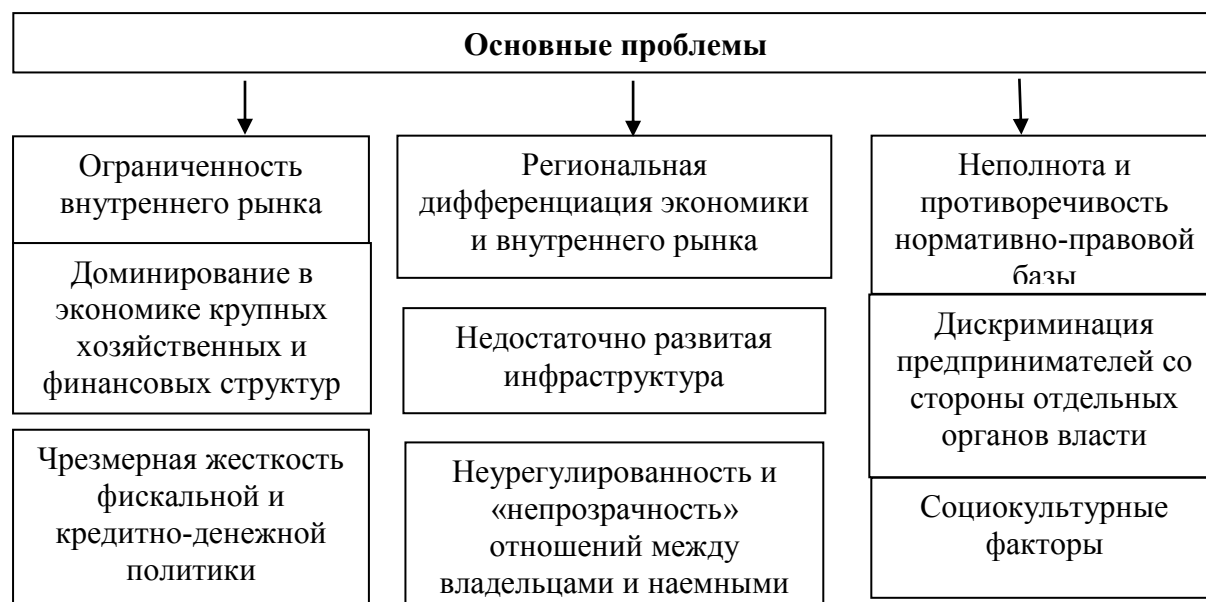 Основные проблемы
Ограниченность
внутреннего рынка
Доминирование в
экономике крупных
хозяйственных и
финансовых структур
Чрезмерная жесткость
фискальной и
кредитно-денежной
политики
Региональная
дифференциация экономики
и внутреннего рынка
Недостаточно развитая
инфраструктура
Неурегулированность и
«непрозрачность»
отношений между
владельцами и наемными
Неполнота и
противоречивость
нормативно-правовой
базы
Дискриминация
предпринимателей со
стороны отдельных
органов власти
Социокультурные
факторы